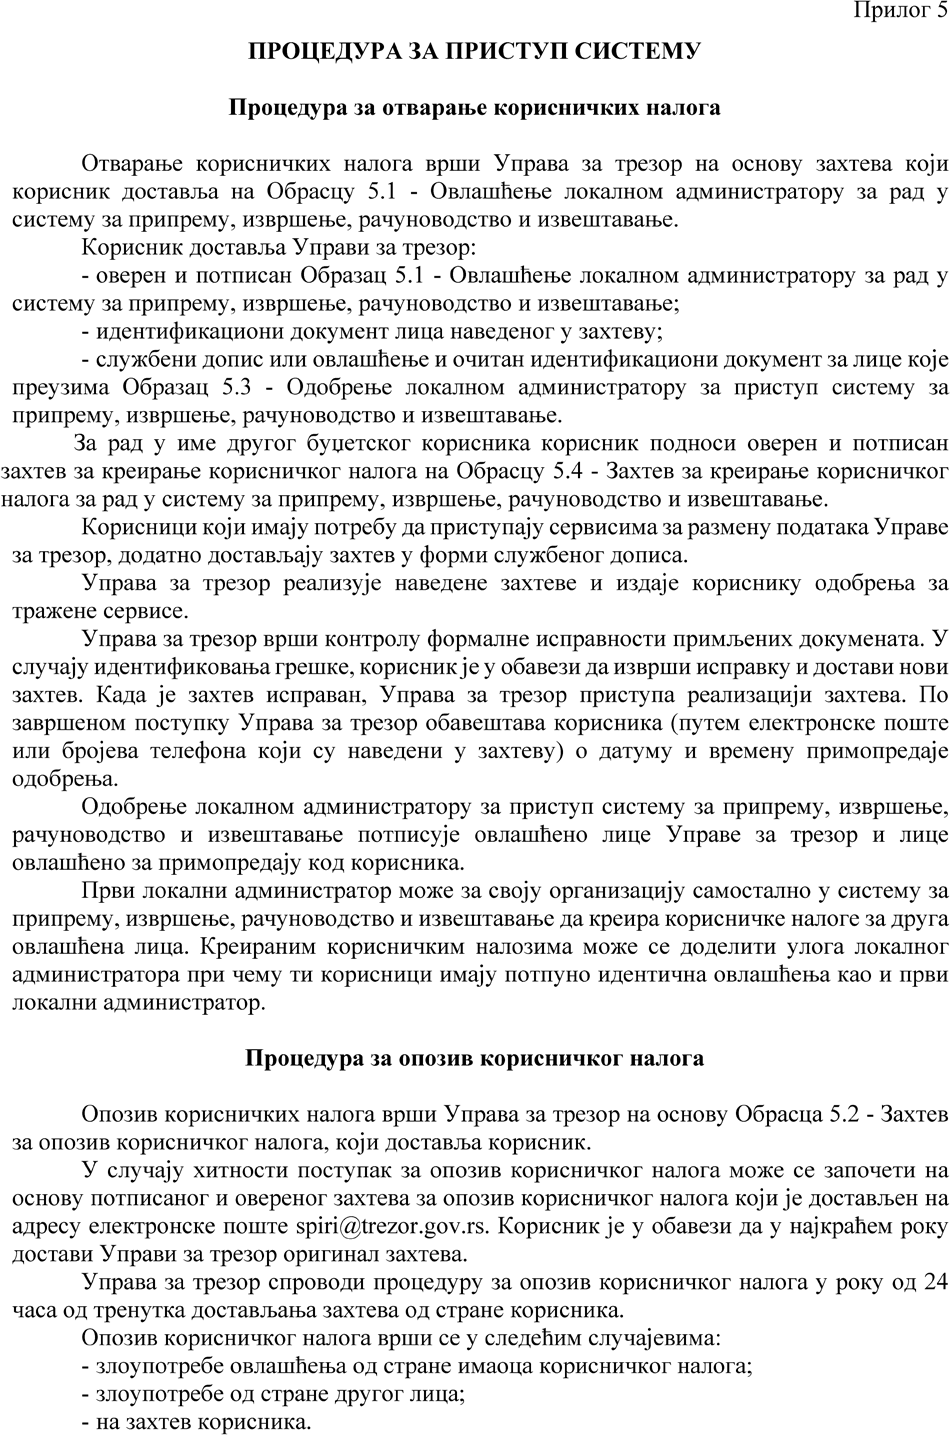 Прилог 5
ПРОЦЕДУРА ЗА ПРИСТУП СИСТЕМУ
Процедура за отварање корисничких налога
Отварање корисничких налога врши Управа за трезор на основу захтева који
корисник доставља на Обрасцу 5.1 - Овлашћење локалном администратору за рад у
систему за припрему, извршење, рачуноводство и извештавање.
Корисник доставља Управи за трезор:
- оверен и потписан Образац 5.1 - Овлашћење локалном администратору за рад у
систему за припрему, извршење, рачуноводство и извештавање;
- идентификациони документ лица наведеног у захтеву;
- службени допис или овлашћење и очитан идентификациони документ за лице које
преузима Образац 5.3 - Одобрење локалном администратору за приступ систему за
припрему, извршење, рачуноводство и извештавање.
За рад у име другог буџетског корисника корисник подноси оверен и потписан
захтев за креирање корисничког налога на Обрасцу 5.4 - Захтев за креирање корисничког
налога за рад у систему за припрему, извршење, рачуноводство и извештавање.
Корисници који имају потребу да приступају сервисима за размену података Управе
за трезор, додатно достављају захтев у форми службеног дописа.
Управа за трезор реализује наведене захтеве и издаје кориснику одобрења за
тражене сервисе.
Управа за трезор врши контролу формалне исправности примљених докумената. У
случају идентификовања грешке, корисник је у обавези да изврши исправку и достави нови
захтев. Када је захтев исправан, Управа за трезор приступа реализацији захтева. По
завршеном поступку Управа за трезор обавештава корисника (путем електронске поште
или бројева телефона који су наведени у захтеву) о датуму и времену примопредаје
одобрења.
Одобрење локалном администратору за приступ систему за припрему, извршење,
рачуноводство и извештавање потписује овлашћено лице Управе за трезор и лице
овлашћено за примопредају код корисника.
Први локални администратор може за своју организацију самостално у систему за
припрему, извршење, рачуноводство и извештавање да креира корисничке налоге за друга
овлашћена лица. Креираним корисничким налозима може се доделити улога локалног
администратора при чему ти корисници имају потпуно идентична овлашћења као и први
локални администратор.
Процедура за опозив корисничког налога
Опозив корисничких налога врши Управа за трезор на основу Обрасца 5.2 - Захтев
за опозив корисничког налога, који доставља корисник.
У случају хитности поступак за опозив корисничког налога може се започети на
основу потписаног и овереног захтева за опозив корисничког налога који је достављен на
адресу електронске поште spiri@trezor.gov.rs. Корисник је у обавези да у најкраћем року
достави Управи за трезор оригинал захтева.
Управа за трезор спроводи процедуру за опозив корисничког налога у року од 24
часа од тренутка достављања захтева од стране корисника.
Опозив корисничког налога врши се у следећим случајевима:
- злоупотребе овлашћења од стране имаоца корисничког налога;
- злоупотребе од стране другог лица;
- на захтев корисника.